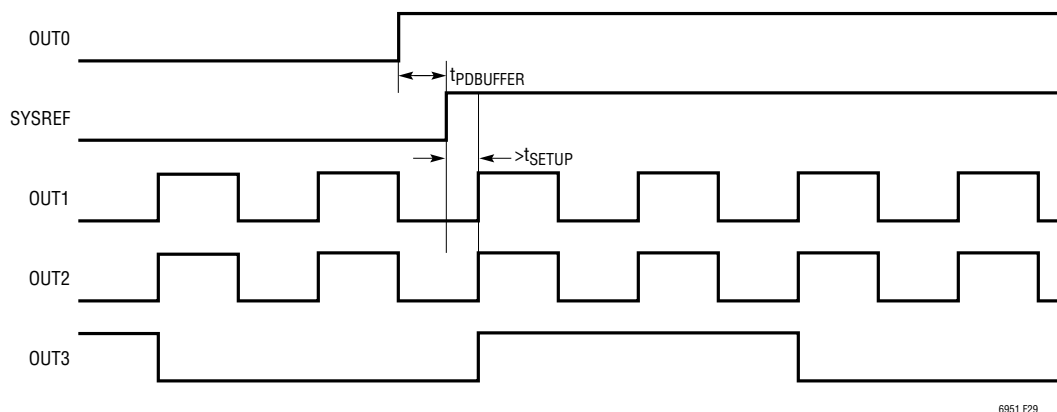 OUT0
tPDBUFFER
SYSREF
>tSETUP
OUT1
OUT2
OUT3
6951 F29